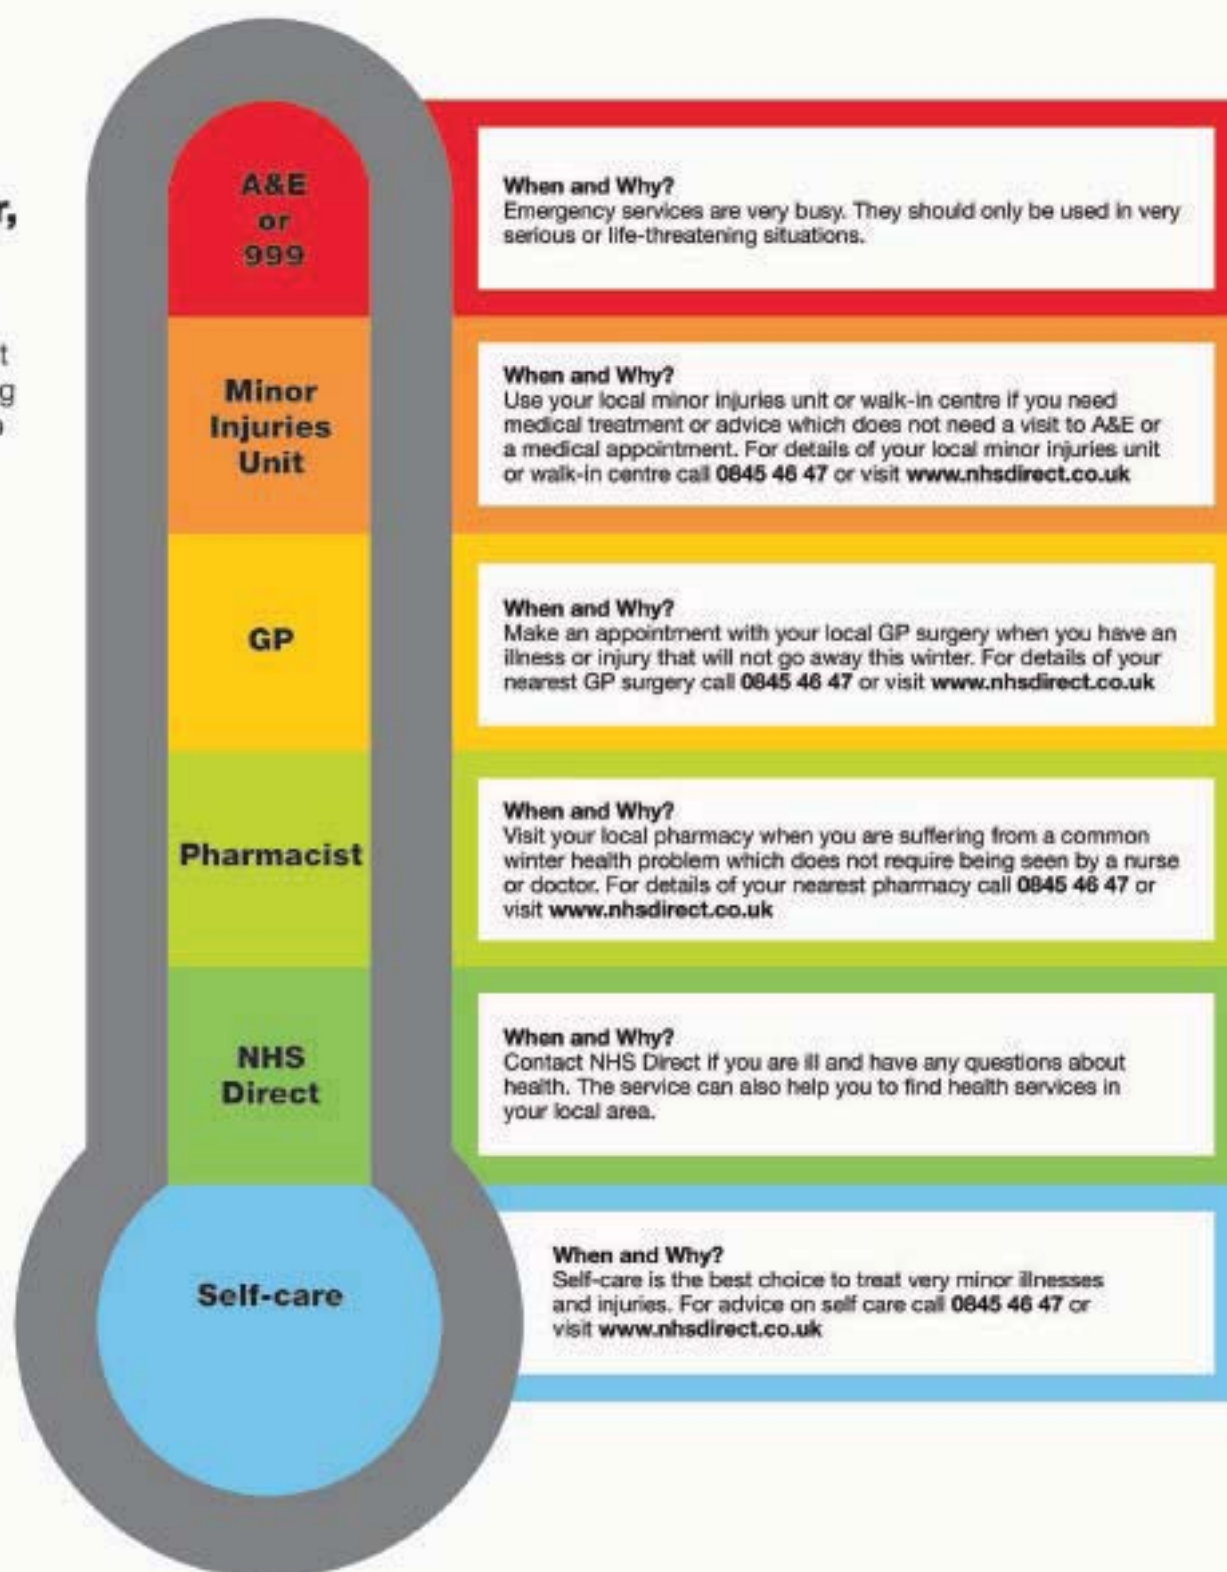 A&E
or
999
When and Why?
Emergency services are very busy. They should only be used in very
serious or life-threatening situations.
Minor
Injuries
Unit
When and Why?
Use your local minor injuries unit or walk-in centre if you need
medical treatment or advice which does not need a visit to A&E or
a medical appointment. For details of your local minor injuries unit
or walk-in centre call 0845 46 47 or visit www.nhsdirect.co.uk
GP
When and Why?
Make an appointment with your local GP surgery when you have an
illness or injury that will not go away this winter. For details of your
nearest GP surgery call 0845 46 47 or visit www.nhsdirect.co.uk
Pharmacist
When and Why?
Visit your local pharmacy when you are suffering from a common
winter health problem which does not require being seen by a nurse
or doctor. For details of your nearest pharmacy call 0845 46 47 or
visit www.nhsdirect.co.uk
NHS
Direct
When and Why?
Contact NHS Direct if you are ill and have any questions about
health. The service can also help you to find health services in
your local area.
Self-care
When and Why?
Self-care is the best choice to treat very minor illnesses
and injuries. For advice on self care call 0845 46 47 or
visit www.nhsdirect.co.uk